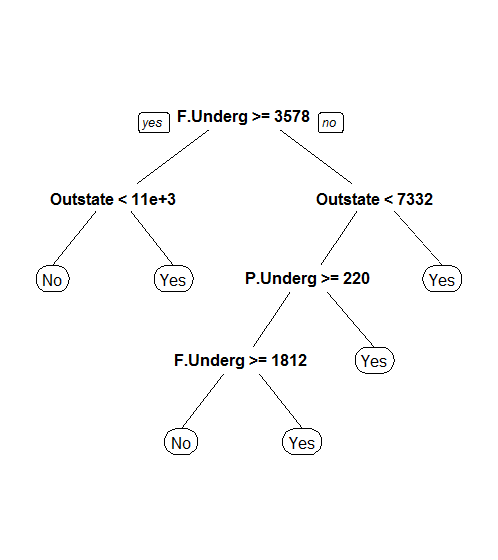 yes F.Underg >= 3578 no
Outstate < 11e+3 Outstate < 7332
No Yes P.Underg >= 220 Yes
F.Underg >= 1812 Yes
No Yes